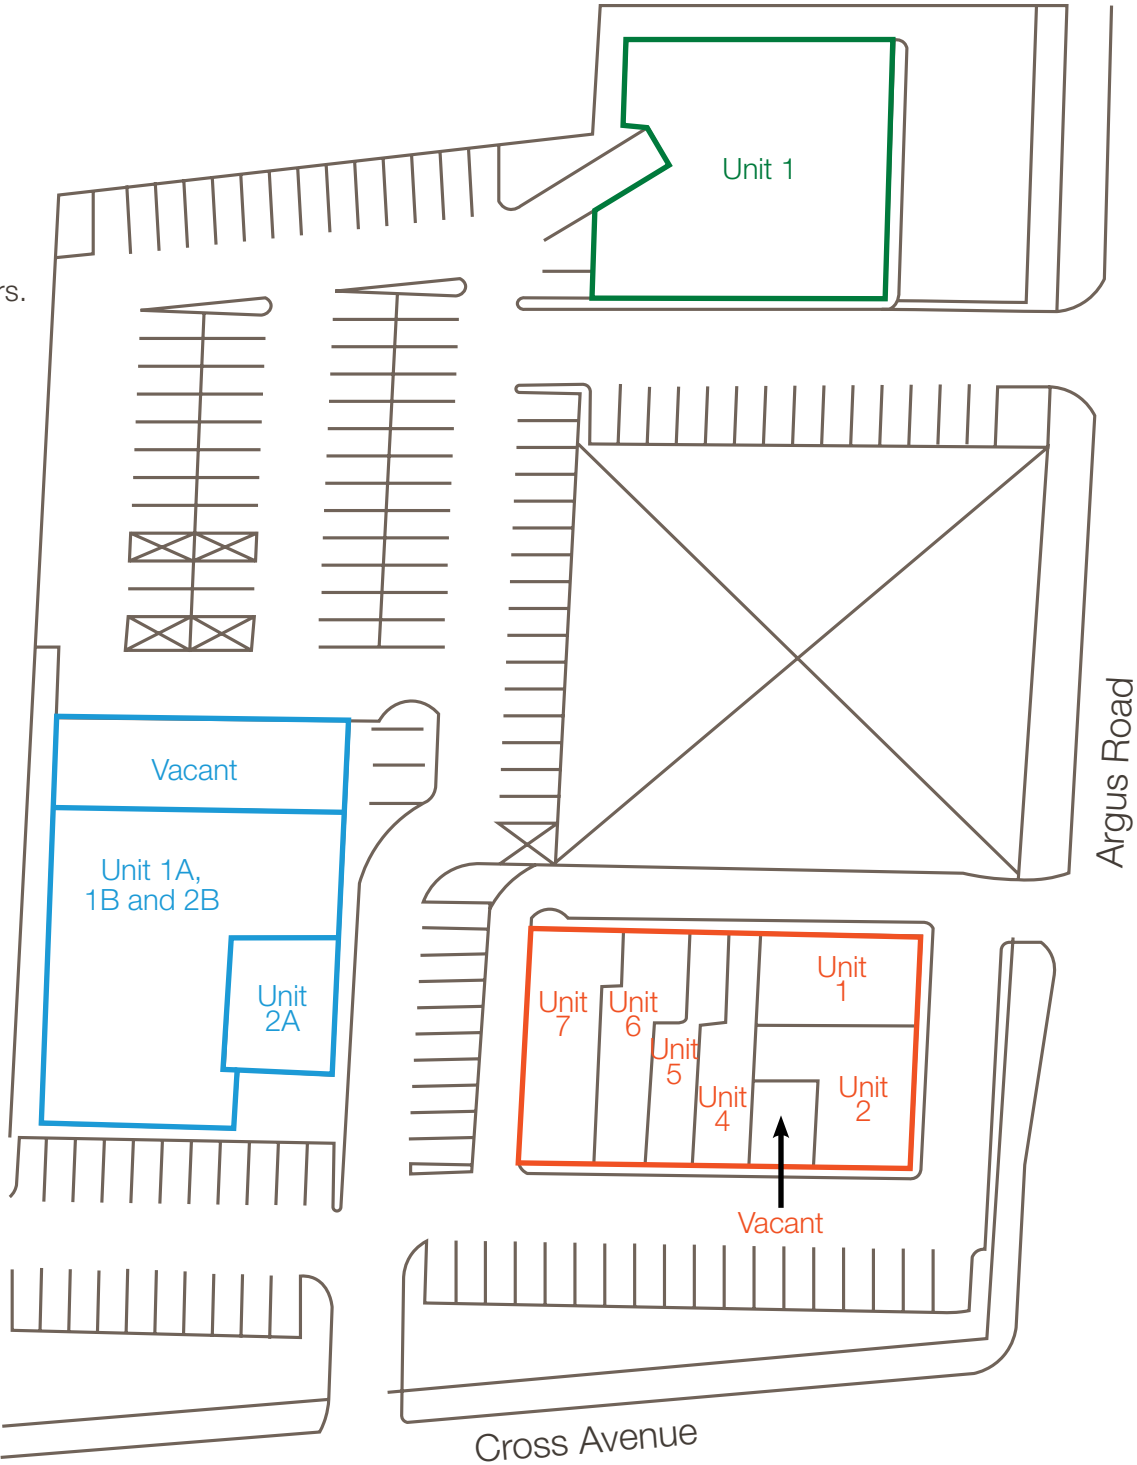 Unit 1
rs.
Argus Road
Vacant
Unit 1A,
1B and 2B
Unit
2A
Unit
7
Unit
6
Unit
5
Unit
4
Unit
1
Unit
2
Vacant
Cross Avenue